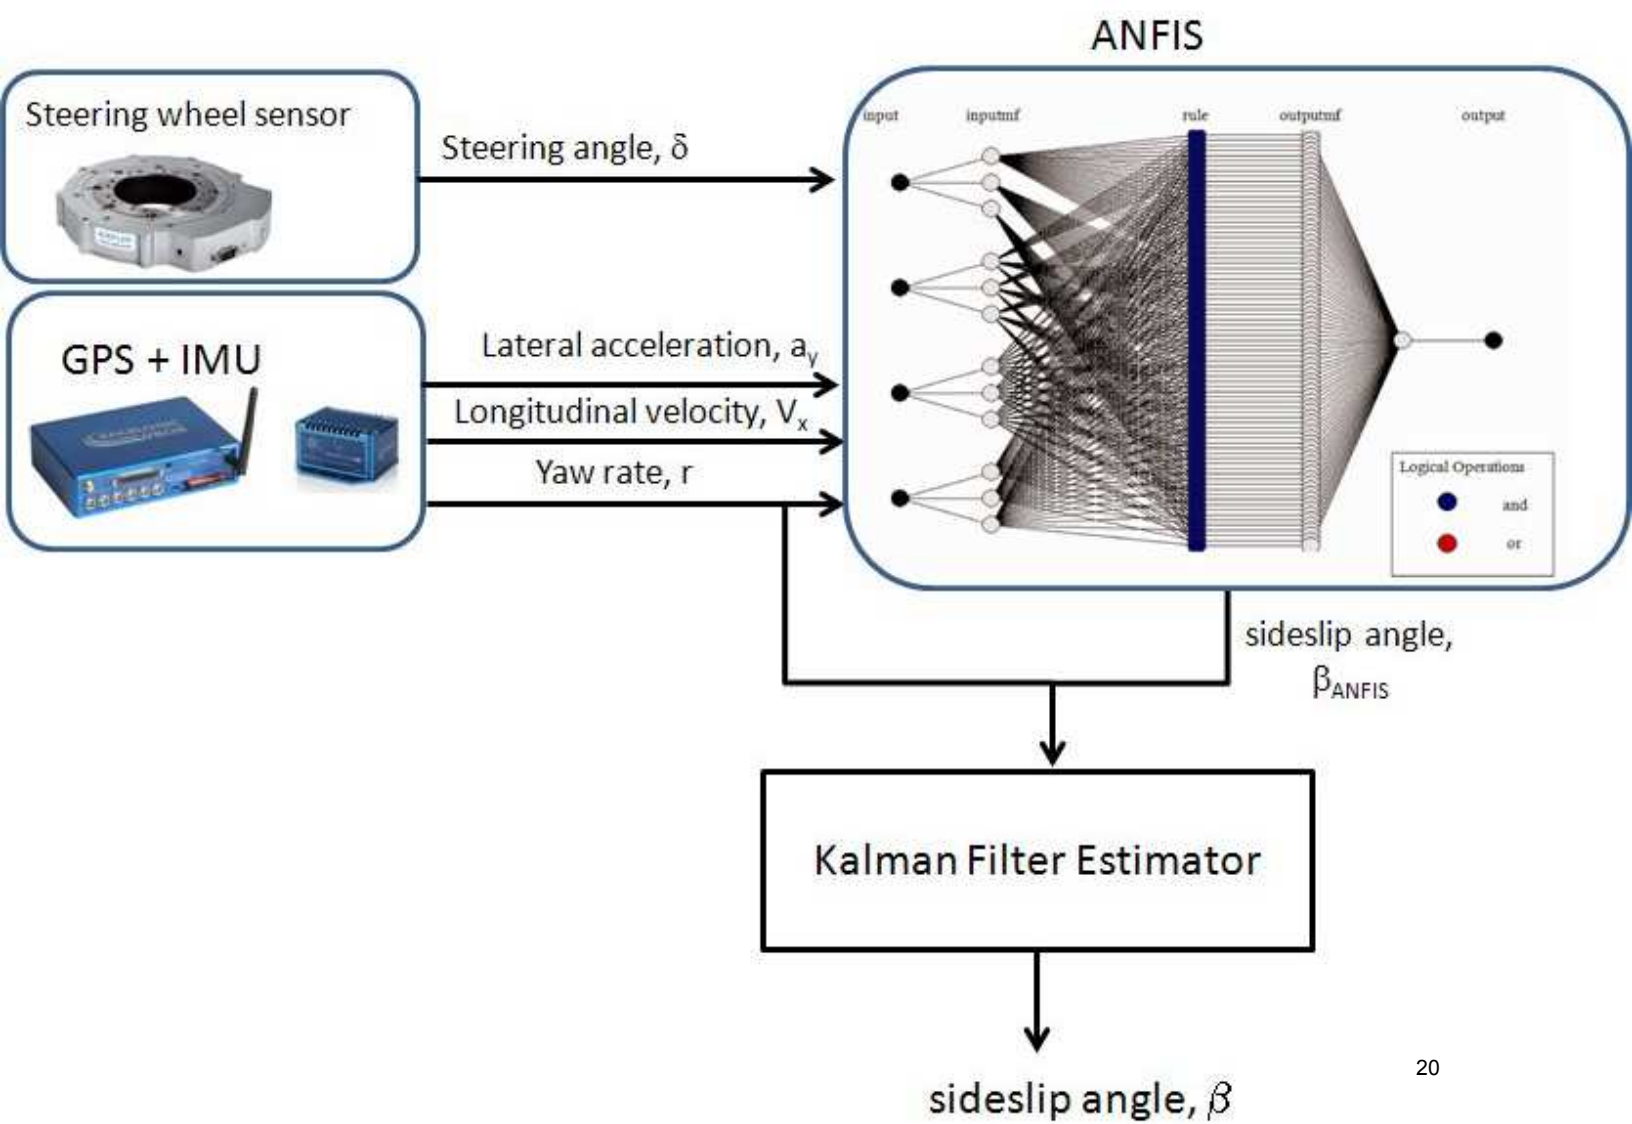 ANFIS
Steering wheel sensor
Steering angle, δ
input inputmf rule outputmf output
GPS + IMU
Lateral acceleration, ay
Longitudinal velocity, Vx
Yaw rate, r
Logical Operations
and
or
sideslip angle,
βANFIS
Kalman Filter Estimator
20
sideslip angle, β